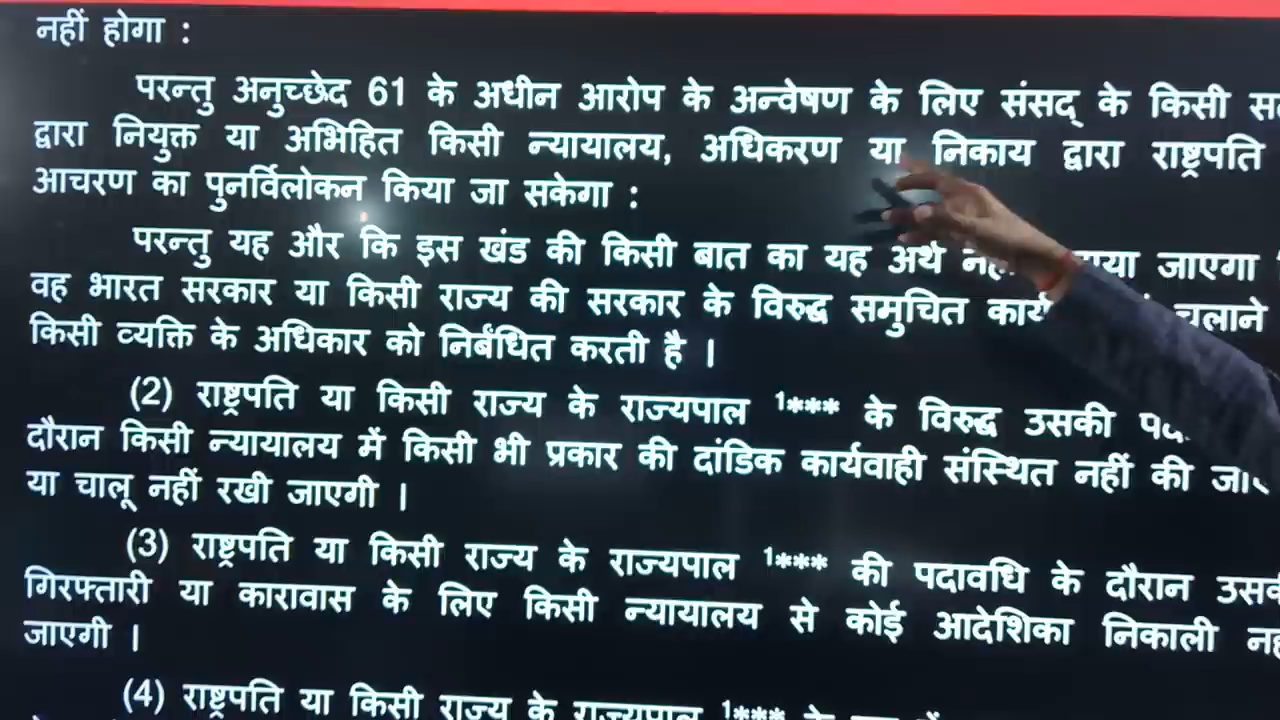 नहीं होगा :
परन्तु अनुच्छेद 61 के अधीन आरोप के अन्वेषण के लिए संसद् के किसी
द्वारा नियुक्त या अभिहित किसी न्यायालय, अधिकरण या निकाय द्वारा राष्ट्रपति
आचरण का पुनर्विलोकन किया जा सकेगा :
परन्तु यह और कि इस खंड की किसी बात का यह अर्थ जाएगा
वह भारत सरकार या किसी राज्य की सरकार के विरुद्ध समुचित चलाने
किसी व्यक्ति के अधिकार को निर्बंधित करती है ।
(2) राष्ट्रपति या किसी राज्य के राज्यपाल ¹*** के विरुद्ध उसकी
दौरान किसी न्यायालय में किसी भी प्रकार की दांडिक कार्यवाही संस्थित नहीं की
या चालू नहीं रखी जाएगी ।
(3) राष्ट्रपति या किसी राज्य के राज्यपाल ¹*** की पदावधि के दौरान
गिरफ्तारी या कारावास के लिए किसी न्यायालय से कोई आदेशिका निकाली
जाएगी ।
(4) राष्ट्रपति या किसी राज्य के राज्यपाल ¹***